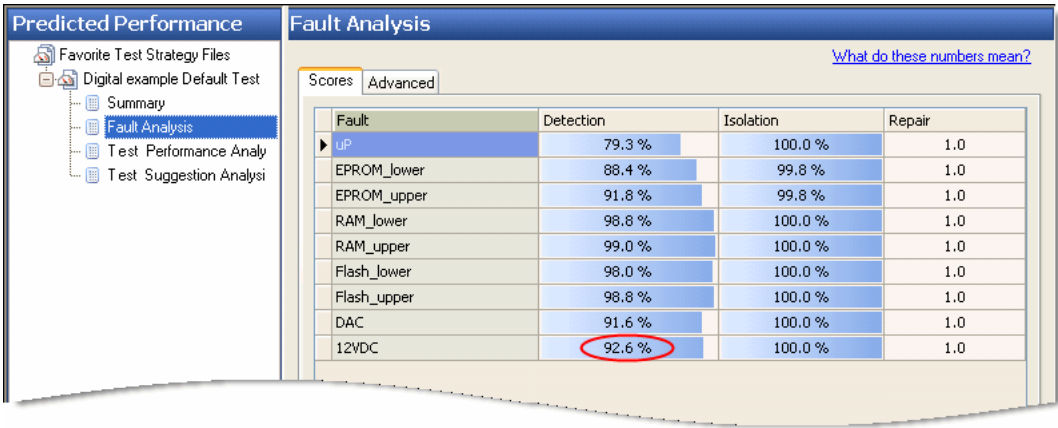 Predicted Performance
Favorite Test Strategy Files
Digital example Default Test
Summary
Fault Analysis
Test Performance Analy
Test Suggestion Analysi
Fault Analysis
What do these numbers mean?
Scores Advanced
Fault Detection Isolation Repair
uP 79.3 % 100.0 % 1.0
EPROM_lower 88.4 % 99.8 % 1.0
EPROM_upper 91.8 % 99.8 % 1.0
RAM_lower 98.8 % 100.0 % 1.0
RAM_upper 99.0 % 100.0 % 1.0
Flash_lower 98.0 % 100.0 % 1.0
Flash_upper 98.8 % 100.0 % 1.0
DAC 91.6 % 100.0 % 1.0
12VDC 92.6 % 100.0 % 1.0